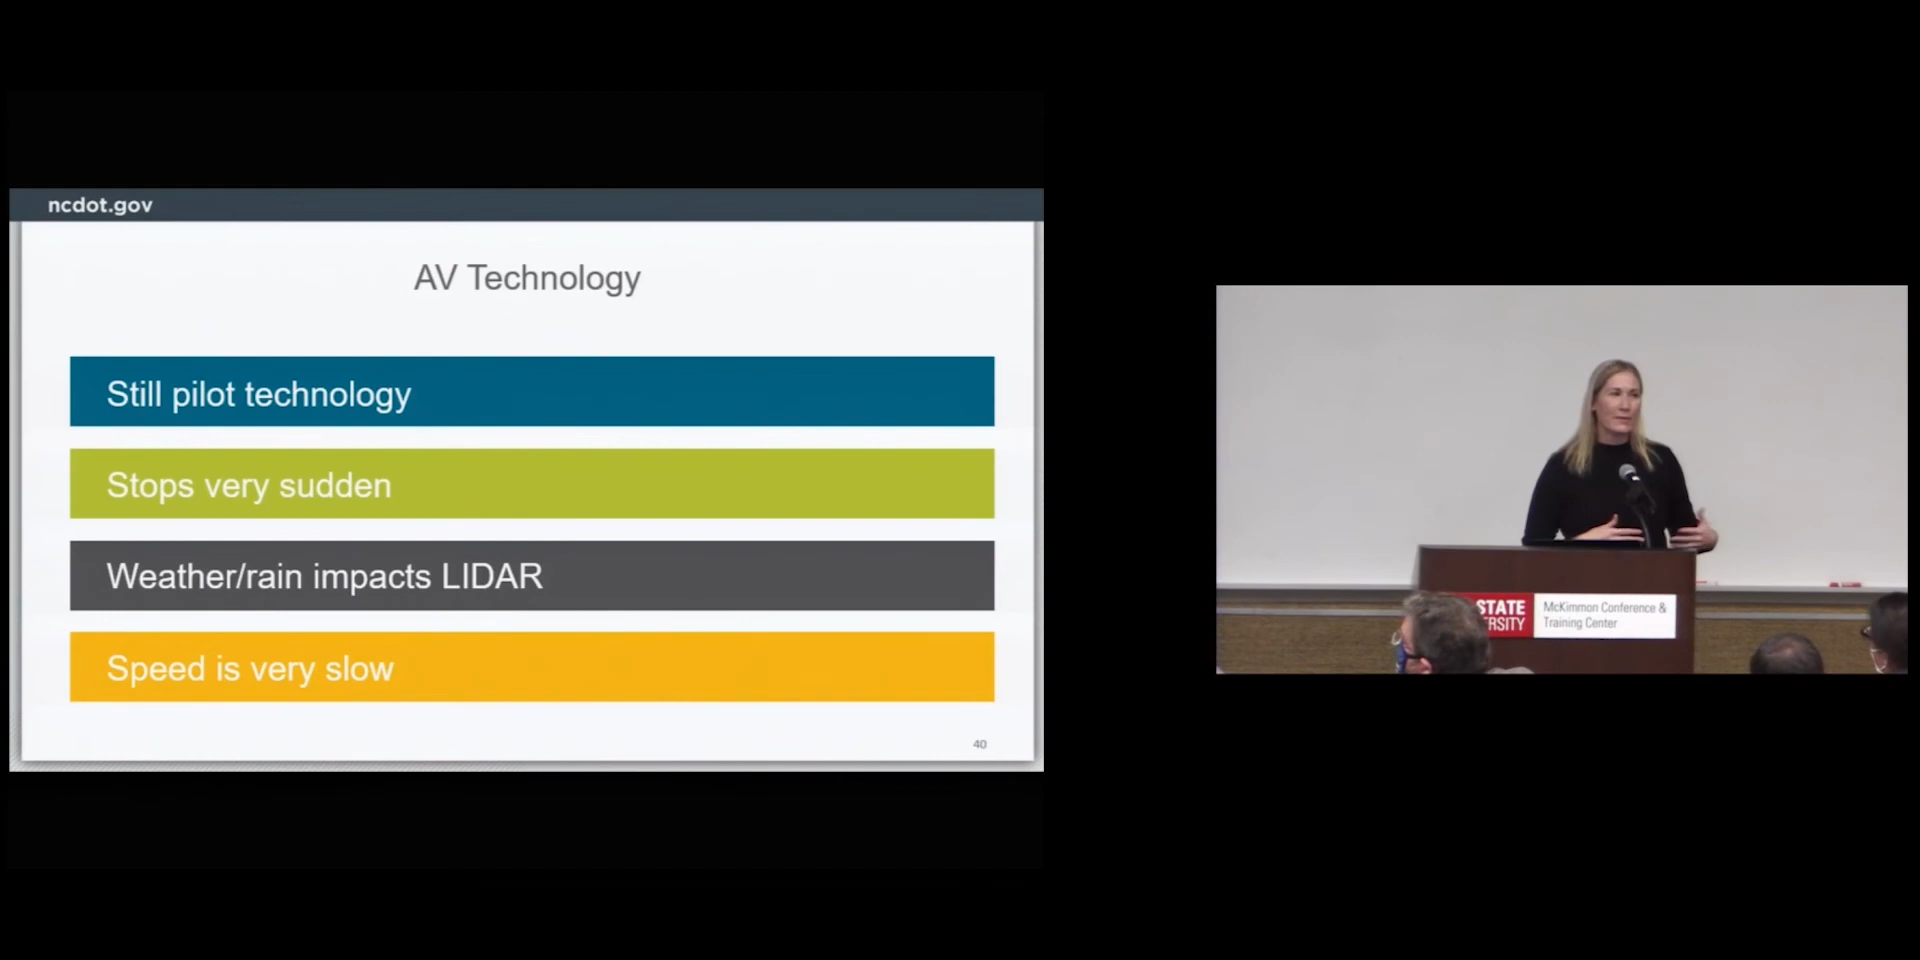 ncdot.gov
AV Technology
Still pilot technology
Stops very sudden
Weather/rain impacts LIDAR
Speed is very slow
40
STATE
McKimmon Conference &
Training Center